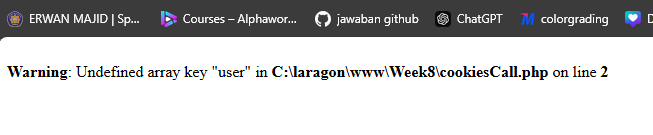 ERWAN MAJID | Sp... Courses – Alphawor... jawaban github ChatGPT colorgrading D
Warning: Undefined array key "user" in C:\laragon\www\Week8\cookiesCall.php on line 2